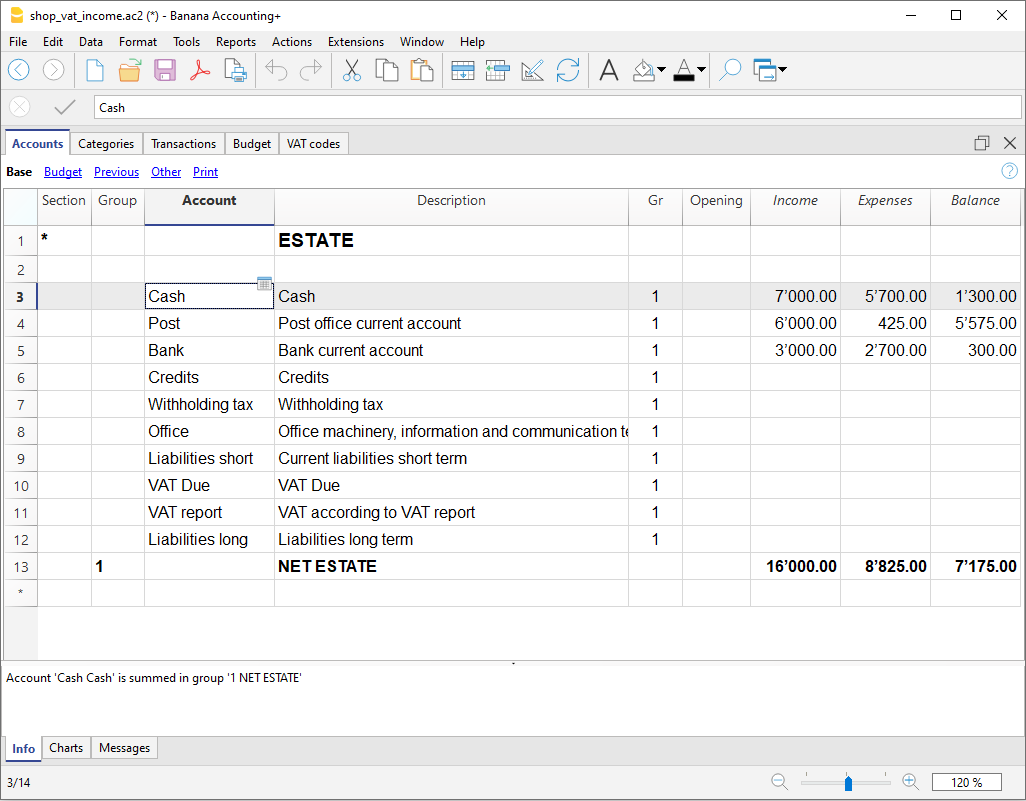 shop_vat_income.ac2 (*) - Banana Accounting+
File Edit Data Format Tools Reports Actions Extensions Window Help
Cash
Accounts Categories Transactions Budget VAT codes
Base Budget Previous Other Print
Section Group Account Description Gr Opening Income Expenses Balance
1 * ESTATE
2
3 Cash Cash 1 7’000.00 5’700.00 1’300.00
4 Post Post office current account 1 6’000.00 425.00 5’575.00
5 Bank Bank current account 1 3’000.00 2’700.00 300.00
6 Credits Credits 1
7 Withholding tax Withholding tax 1
8 Office Office machinery, information and communication te 1
9 Liabilities short Current liabilities short term 1
10 VAT Due VAT Due 1
11 VAT report VAT according to VAT report 1
12 Liabilities long Liabilities long term 1
13 1 NET ESTATE 16’000.00 8’825.00 7’175.00
*
Account 'Cash Cash' is summed in group '1 NET ESTATE'
Info Charts Messages
3/14 120 %